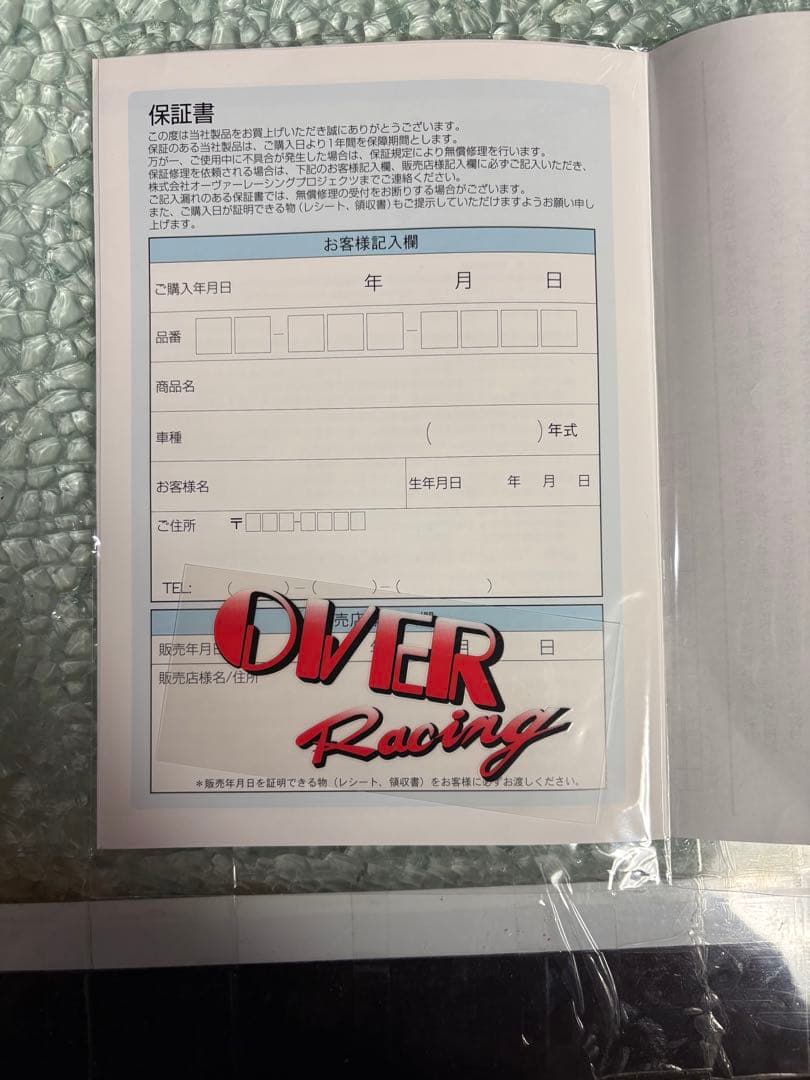 保証書
この度は当社製品をお買上げいただき誠にありがとうございます。
保証のある当社製品は、ご購入日より1年間を保障期間とします。
万が一、ご使用中に不具合が発生した場合は、保証規定により無償修理を行います。
保証修理を依頼される場合は、下記のお客様記入欄、販売店様記入欄に必ずご記入いただき、
株式会社オーヴァーレーシングプロジェクツまでご連絡ください。
ご記入漏れのある保証書では、無償修理の受付をお断りする場合がございます。
また、ご購入日が証明できる物(レシート、領収書)もご提示していただけますようお願い申し
上げます。
お客様記入欄
ご購入年月日 年 月 日
品番 - -
商品名
車種 ( )年式
お客様名 生年月日 年 月 日
ご住所 〒 -
TEL: ( )-( )-( )
売店
販売年月日 月 日
販売店様名/住所
OVER
Racing
*販売年月日を証明できる物(レシート、領収書)をお客様に必ずお渡しください。